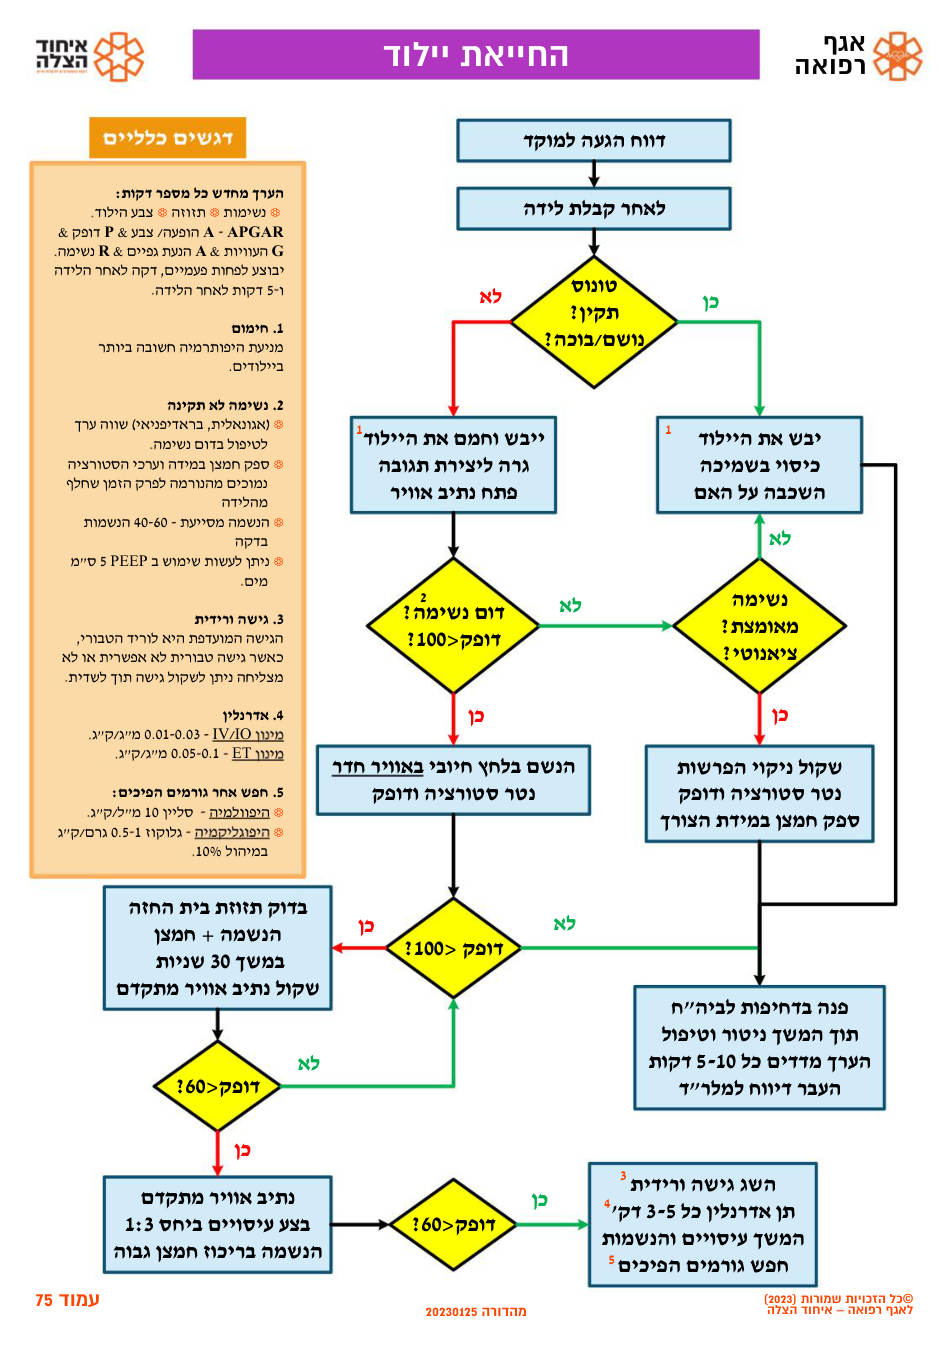 איחוד
הצלה
החייאת יילוד
אגף
רפואה
דגשים כלליים
הערך מחדש כל מספר דקות:
נשימות תזוזה צבע הילוד.
A - APGAR הופעה/ צבע & P דופק &
G העוויות & A הנעת גפיים & R נשימה.
יבוצע לפחות פעמיים, דקה לאחר הלידה
ו-5 דקות לאחר הלידה.
1. חימום
מניעת היפותרמיה חשובה ביותר
ביילודים.
2. נשימה לא תקינה
(אגונאלית, בראדיפניאי) שווה ערך
לטיפול בדום נשימה.
ספק חמצן במידה וערכי הסטורציה
נמוכים מהנורמה לפרק הזמן שחלף
מהלידה
הנשמה מסייעת - 40-60 הנשמות
בדקה
ניתן לעשות שימוש ב PEEP 5 ס״מ
מים.
3. גישה ורידית
הגישה המועדפת היא לוריד הטבורי,
כאשר גישה טבורית לא אפשרית או לא
מצליחה ניתן לשקול גישה תוך לשדית.
4. אדרנלין
מינון IV/IO - 0.01-0.03 מ״ג/ק״ג.
מינון ET - 0.05-0.1 מ״ג/ק״ג.
5. חפש אחר גורמים הפיכים:
היפוולמיה - סליין 10 מ״ל/ק״ג.
היפוגליקמיה - גלוקוז 0.5-1 גרם/ק״ג
במיהול 10%.
דווח הגעה למוקד
לאחר קבלת לידה
טונוס
תקין?
נושם/בוכה?
כן
לא
יבש את היילוד 1
כיסוי בשמיכה
השכבה על האם
ייבש וחמם את היילוד 1
גרה ליצירת תגובה
פתח נתיב אוויר
לא
דום נשימה? 2
דופק<100?
לא
נשימה
מאומצת?
ציאנוטי?
כן
כן
הנשם בלחץ חיובי באוויר חדר
נטר סטורציה ודופק
שקול ניקוי הפרשות
נטר סטורציה ודופק
ספק חמצן במידת הצורך
דופק <100?
לא
כן
בדוק תזוזת בית החזה
הנשמה + חמצן
במשך 30 שניות
שקול נתיב אוויר מתקדם
פנה בדחיפות לביה״ח
תוך המשך ניטור וטיפול
הערך מדדים כל 5-10 דקות
העבר דיווח למלר״ד
דופק<60?
לא
כן
נתיב אוויר מתקדם
בצע עיסויים ביחס 1:3
הנשמה בריכוז חמצן גבוה
דופק<60?
כן
השג גישה ורידית 3
תן אדרנלין כל 3-5 דק׳ 4
המשך עיסויים והנשמות
חפש גורמים הפיכים 5
©כל הזכויות שמורות (2023)
לאגף רפואה – איחוד הצלה
מהדורה 20230125
עמוד 75